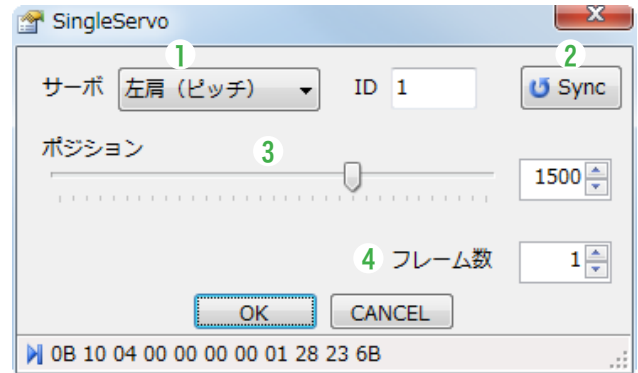 SingleServo
1
2
サーボ 左肩（ピッチ） ID 1 Sync
ポジション
3
1500
4 フレーム数 1
OK CANCEL
0B 10 04 00 00 00 00 01 28 23 6B